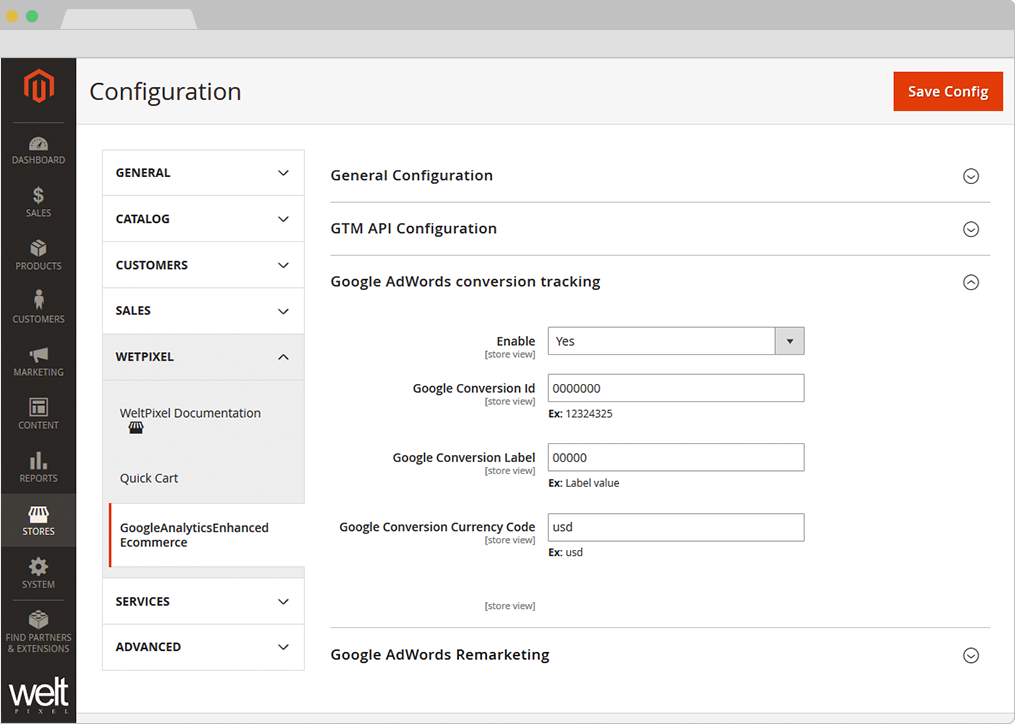 Configuration
Save Config
DASHBOARD
SALES
PRODUCTS
CUSTOMERS
MARKETING
CONTENT
REPORTS
STORES
SYSTEM
FIND PARTNERS
& EXTENSIONS
welt
PIXEL
GENERAL
CATALOG
CUSTOMERS
SALES
WETPIXEL
WeltPixel Documentation
Quick Cart
GoogleAnalyticsEnhanced
Ecommerce
SERVICES
ADVANCED
General Configuration
GTM API Configuration
Google AdWords conversion tracking
Enable
[store view]
Yes
Google Conversion Id
[store view]
0000000
Ex: 12324325
Google Conversion Label
[store view]
00000
Ex: Label value
Google Conversion Currency Code
[store view]
usd
Ex: usd
[store view]
Google AdWords Remarketing